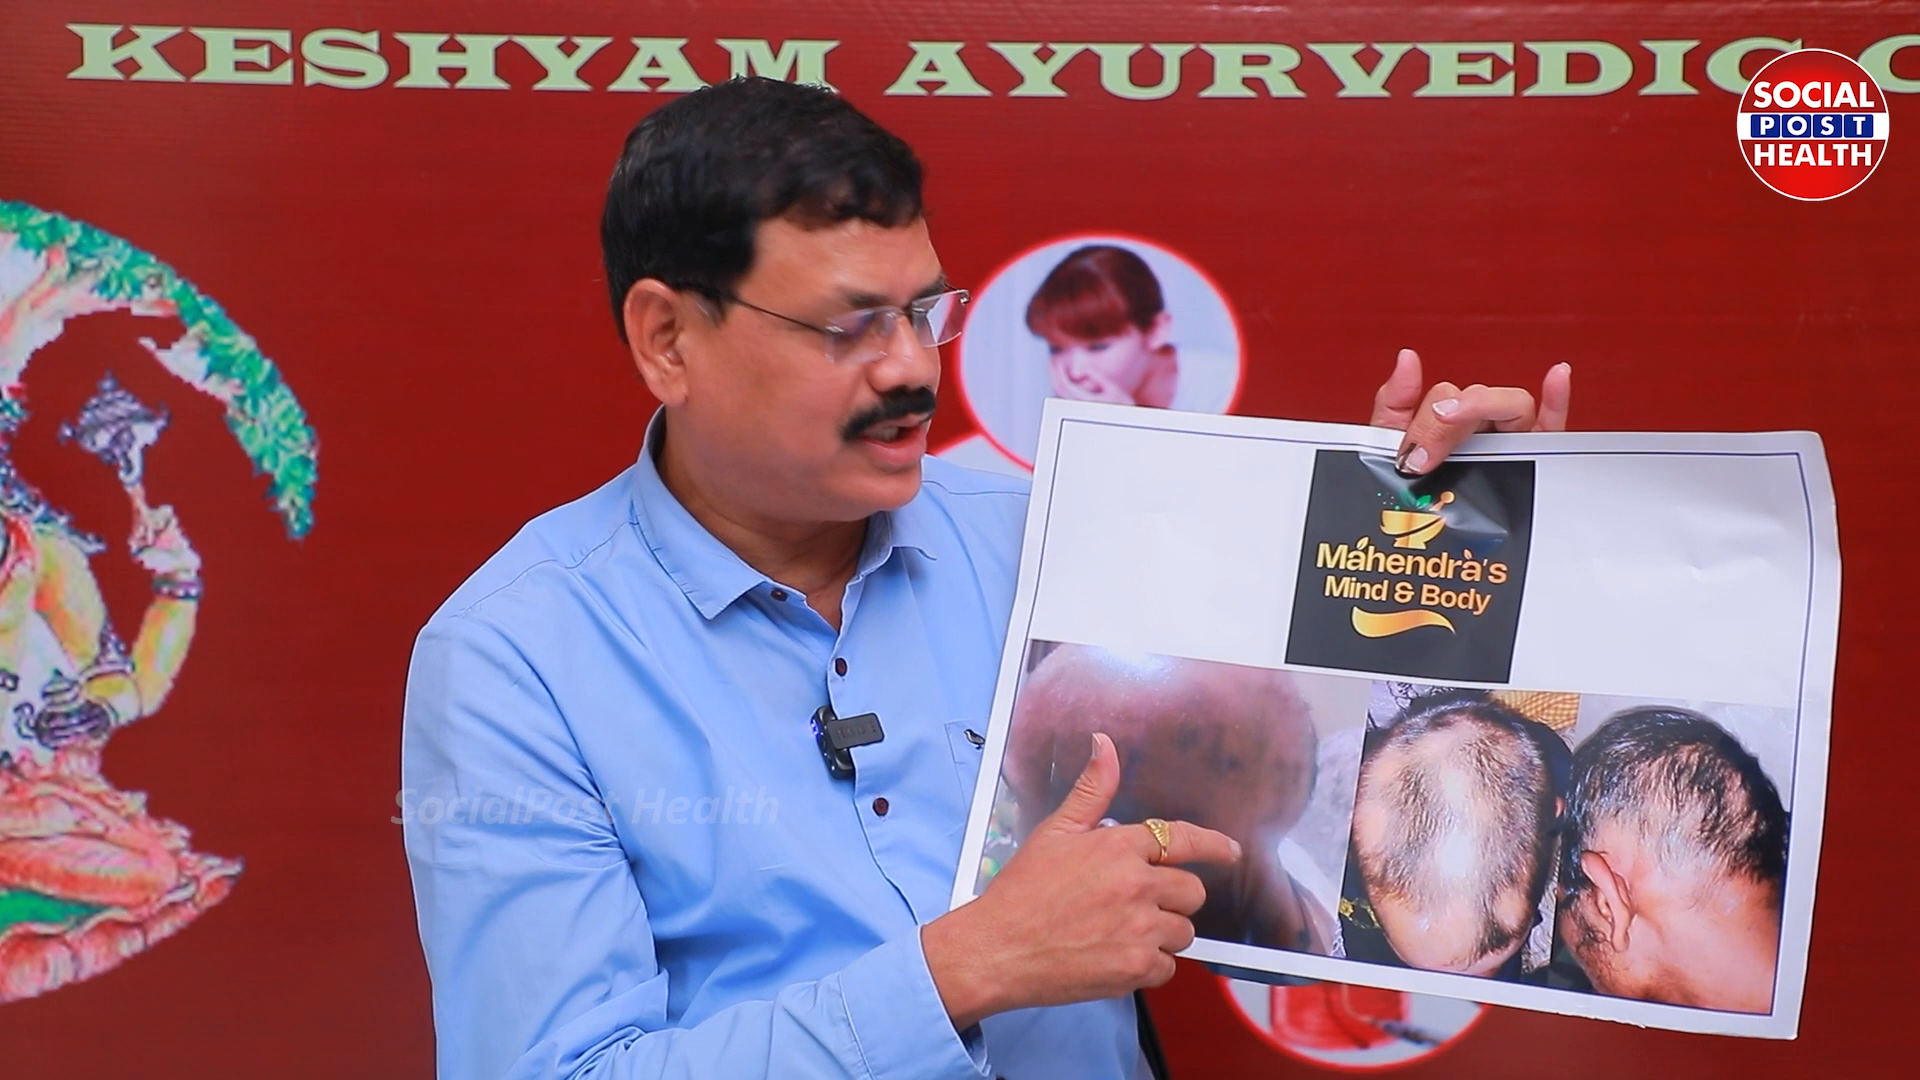 KESHYAM AYURVEDIC
SOCIAL
POST
HEALTH
Mahendra's
Mind & Body
SocialPost Health